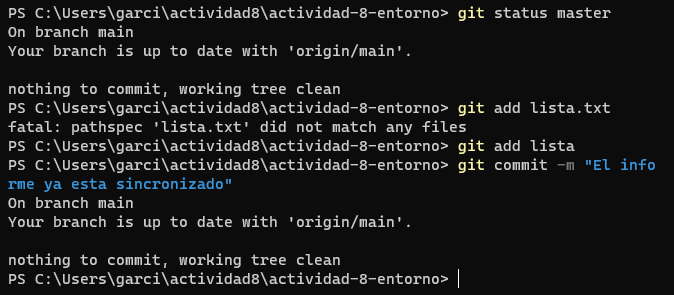 PS C:\Users\garci\actividad8\actividad-8-entorno> git status master
On branch main
Your branch is up to date with 'origin/main'.
nothing to commit, working tree clean
PS C:\Users\garci\actividad8\actividad-8-entorno> git add lista.txt
fatal: pathspec 'lista.txt' did not match any files
PS C:\Users\garci\actividad8\actividad-8-entorno> git add lista
PS C:\Users\garci\actividad8\actividad-8-entorno> git commit -m "El info
rme ya esta sincronizado"
On branch main
Your branch is up to date with 'origin/main'.
nothing to commit, working tree clean
PS C:\Users\garci\actividad8\actividad-8-entorno>